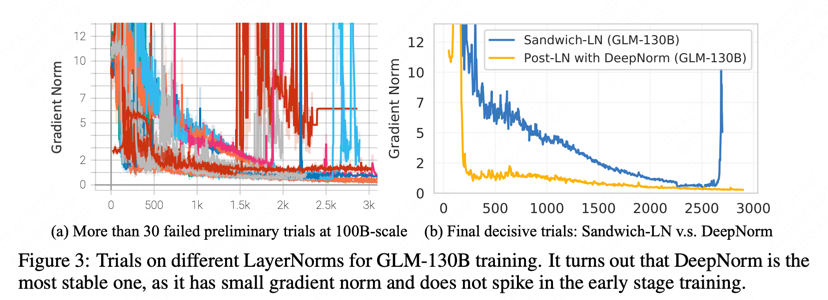 Gradient Norm
12
10
7
5
2
0
0
500
1k
1.5k
2k
2.5k
3k
Gradient Norm
12
10
7
5
2
0
0
500
1000
1500
2000
2500
3000
Sandwich-LN (GLM-130B)
Post-LN with DeepNorm (GLM-130B)
(a) More than 30 failed preliminary trials at 100B-scale
(b) Final decisive trials: Sandwich-LN v.s. DeepNorm
Figure 3: Trials on different LayerNorms for GLM-130B training. It turns out that DeepNorm is the
most stable one, as it has small gradient norm and does not spike in the early stage training.